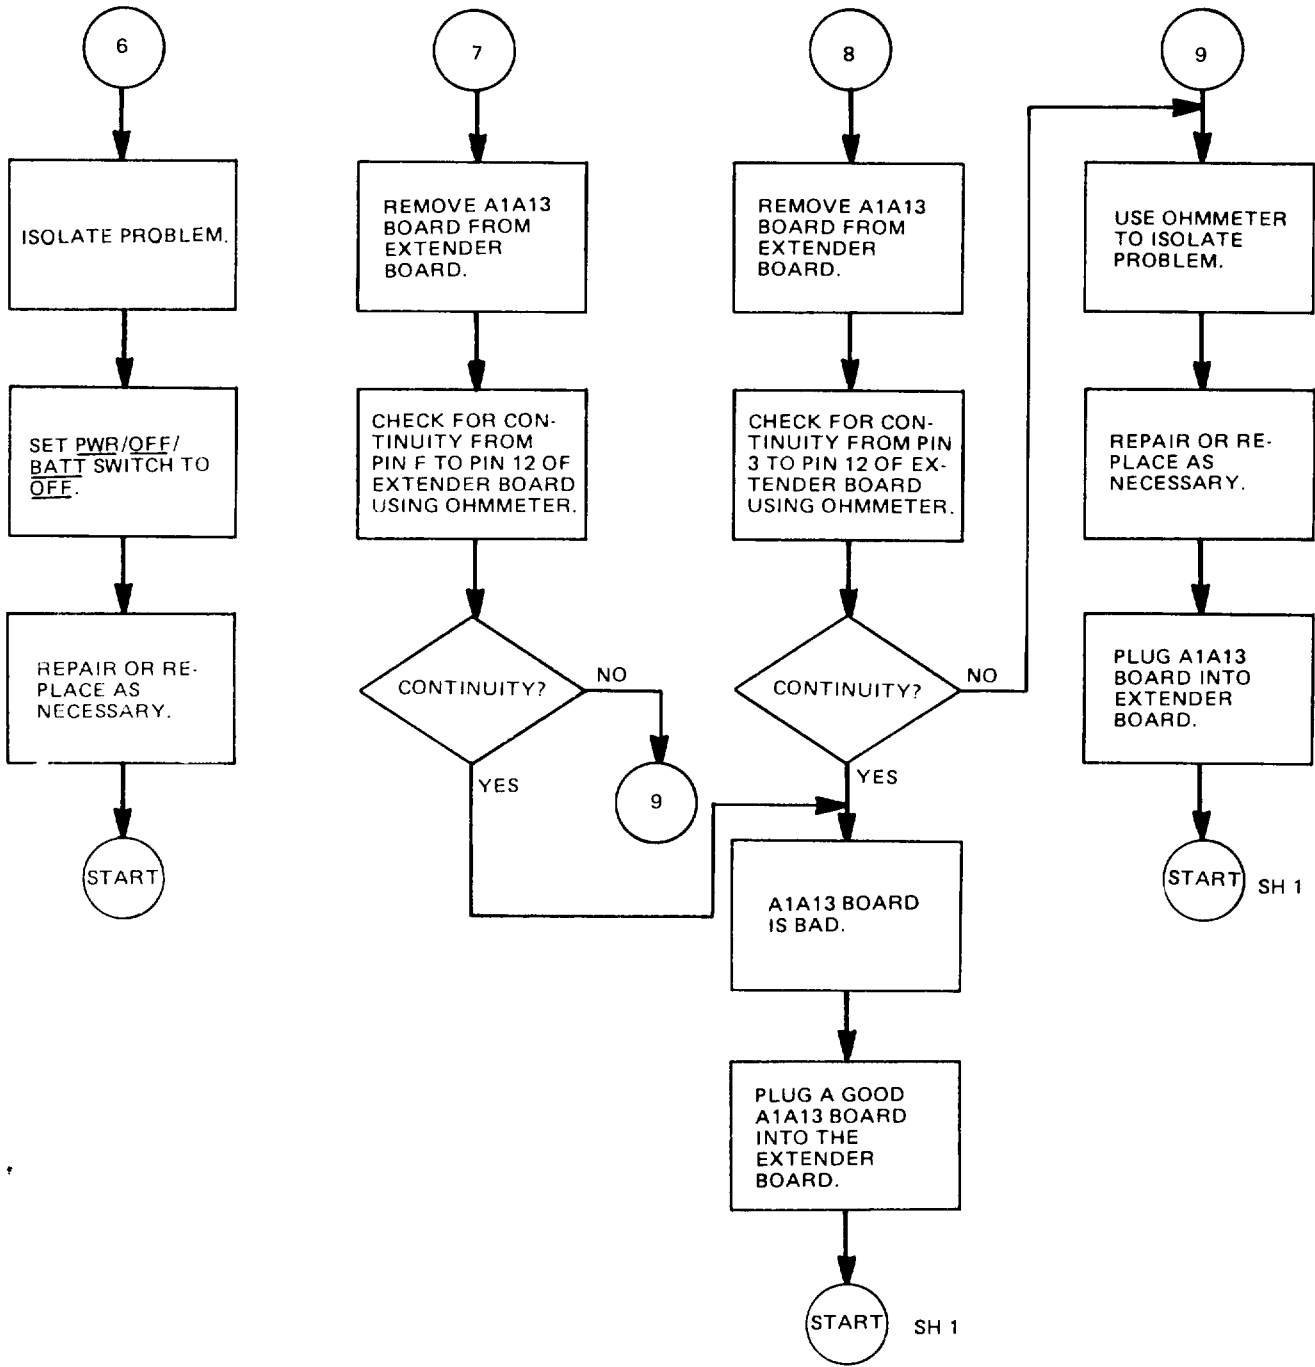 6
ISOLATE PROBLEM.
SET PWR/OFF/
BATT SWITCH TO
OFF.
REPAIR OR RE-
PLACE AS
NECESSARY.
START
7
REMOVE A1A13
BOARD FROM
EXTENDER
BOARD.
CHECK FOR CON-
TINUITY FROM
PIN F TO PIN 12 OF
EXTENDER BOARD
USING OHMMETER.
CONTINUITY?
NO
9
YES
8
REMOVE A1A13
BOARD FROM
EXTENDER
BOARD.
CHECK FOR CON-
TINUITY FROM PIN
3 TO PIN 12 OF EX-
TENDER BOARD
USING OHMMETER.
CONTINUITY?
NO
YES
A1A13 BOARD
IS BAD.
PLUG A GOOD
A1A13 BOARD
INTO THE
EXTENDER
BOARD.
START SH 1
9
USE OHMMETER
TO ISOLATE
PROBLEM.
REPAIR OR RE-
PLACE AS
NECESSARY.
PLUG A1A13
BOARD INTO
EXTENDER
BOARD.
START SH 1